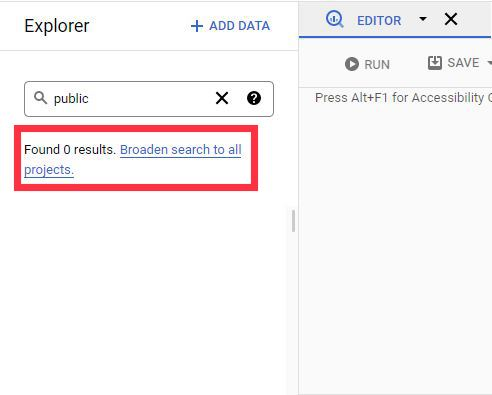 Explorer
+ ADD DATA
EDITOR
RUN
SAVE
public
Press Alt+F1 for Accessibility
Found 0 results. Broaden search to all
projects.